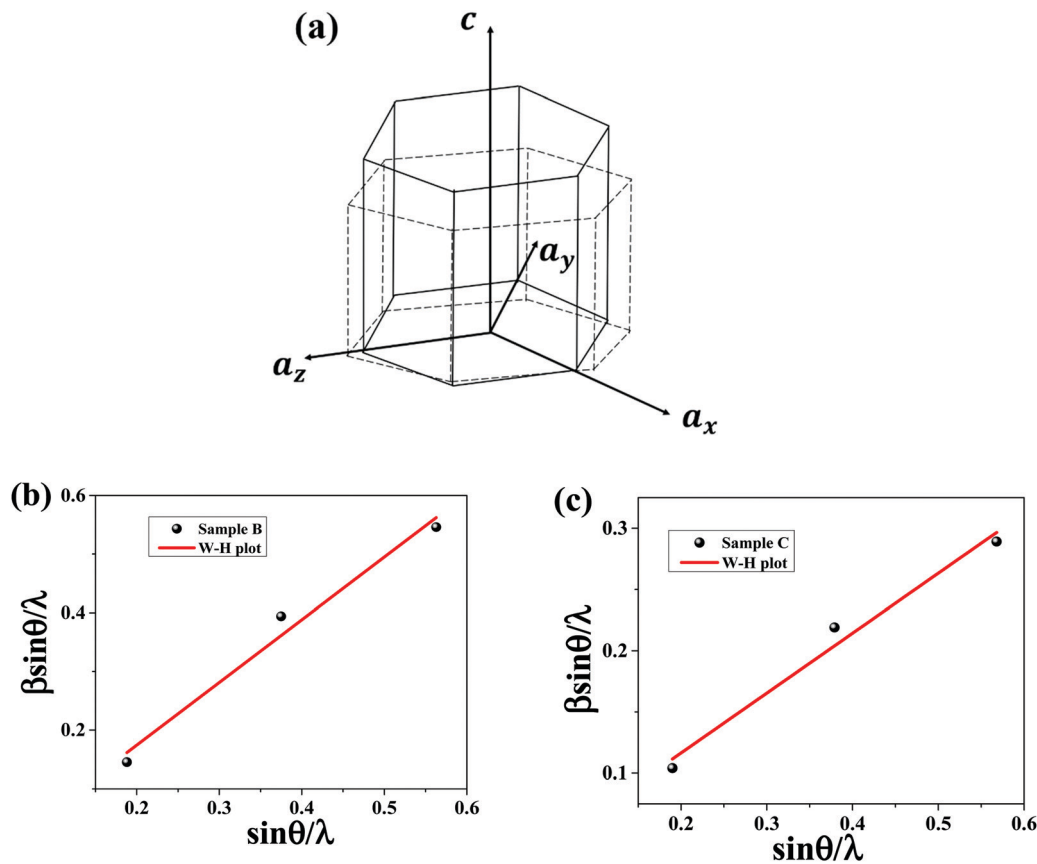 (a)
c
a_y
a_z
a_x
(b)
0.6
0.4
0.2
Sample B
W-H plot
βsinθ/λ
0.2 0.3 0.4 0.5 0.6
sinθ/λ
(c)
0.3
0.2
0.1
Sample C
W-H plot
βsinθ/λ
0.2 0.3 0.4 0.5 0.6
sinθ/λ